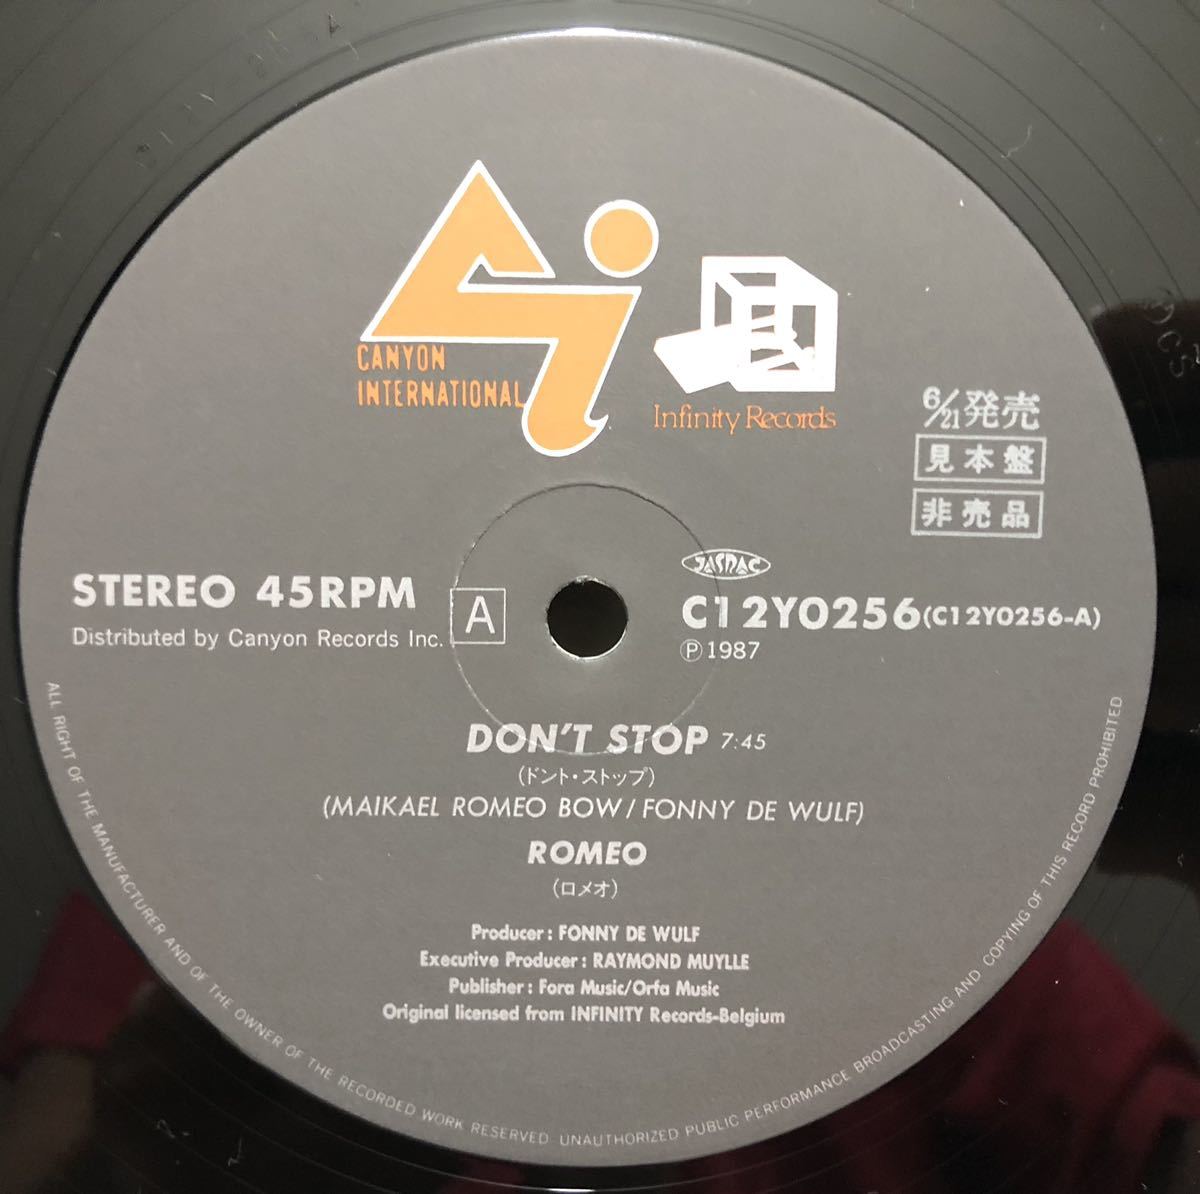 CANYON
INTERNATIONAL
Infinity Records
6/21発売
見本盤
非売品
STEREO 45RPM
Distributed by Canyon Records Inc.
A
JASRAC
C12Y0256(C12Y0256-A)
Ⓟ1987
DON'T STOP 7:45
(ドント・ストップ)
(MAIKAEL ROMEO BOW/FONNY DE WULF)
ROMEO
(ロメオ)
Producer: FONNY DE WULF
Executive Producer: RAYMOND MUYLLE
Publisher: Fora Music/Orfa Music
Original licensed from INFINITY Records-Belgium
ALL RIGHT OF THE MANUFACTURER AND OF THE OWNER OF THE RECORDED WORK RESERVED UNAUTHORIZED PUBLIC PERFORMANCE BROADCASTING AND COPYING OF THIS RECORD PROHIBITED